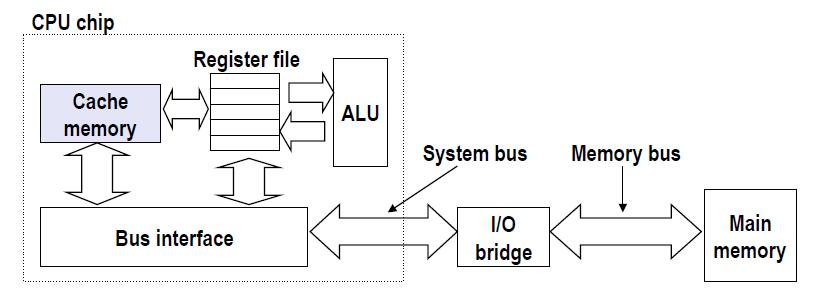 CPU chip
Register file
Cache
memory
ALU
System bus
Memory bus
Bus interface
I/O
bridge
Main
memory